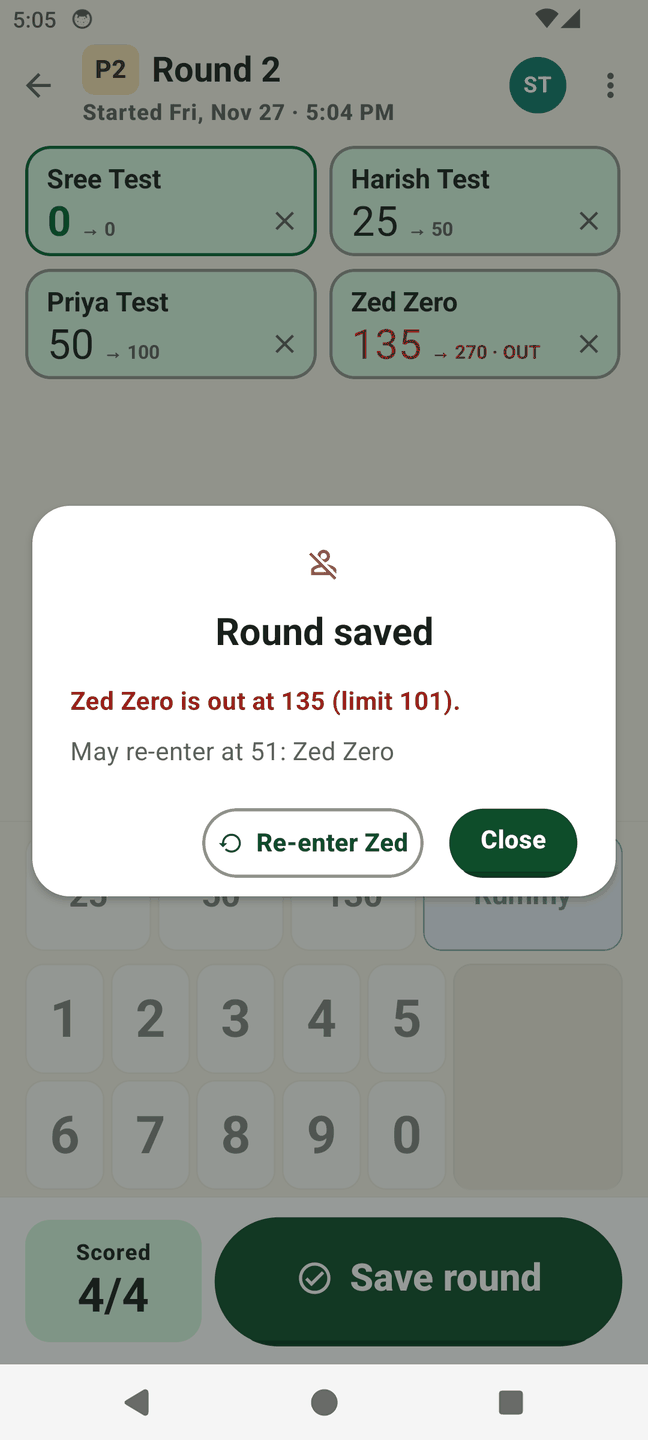 5:05
P2 Round 2
Started Fri, Nov 27 · 5:04 PM
ST
Sree Test
0 → 0
Harish Test
25 → 50
Priya Test
50 → 100
Zed Zero
135 → 270 · OUT
Round saved
Zed Zero is out at 135 (limit 101).
May re-enter at 51: Zed Zero
Re-enter Zed
Close
25 50 Rummy
1 2 3 4 5
6 7 8 9 0
Scored
4/4
Save round